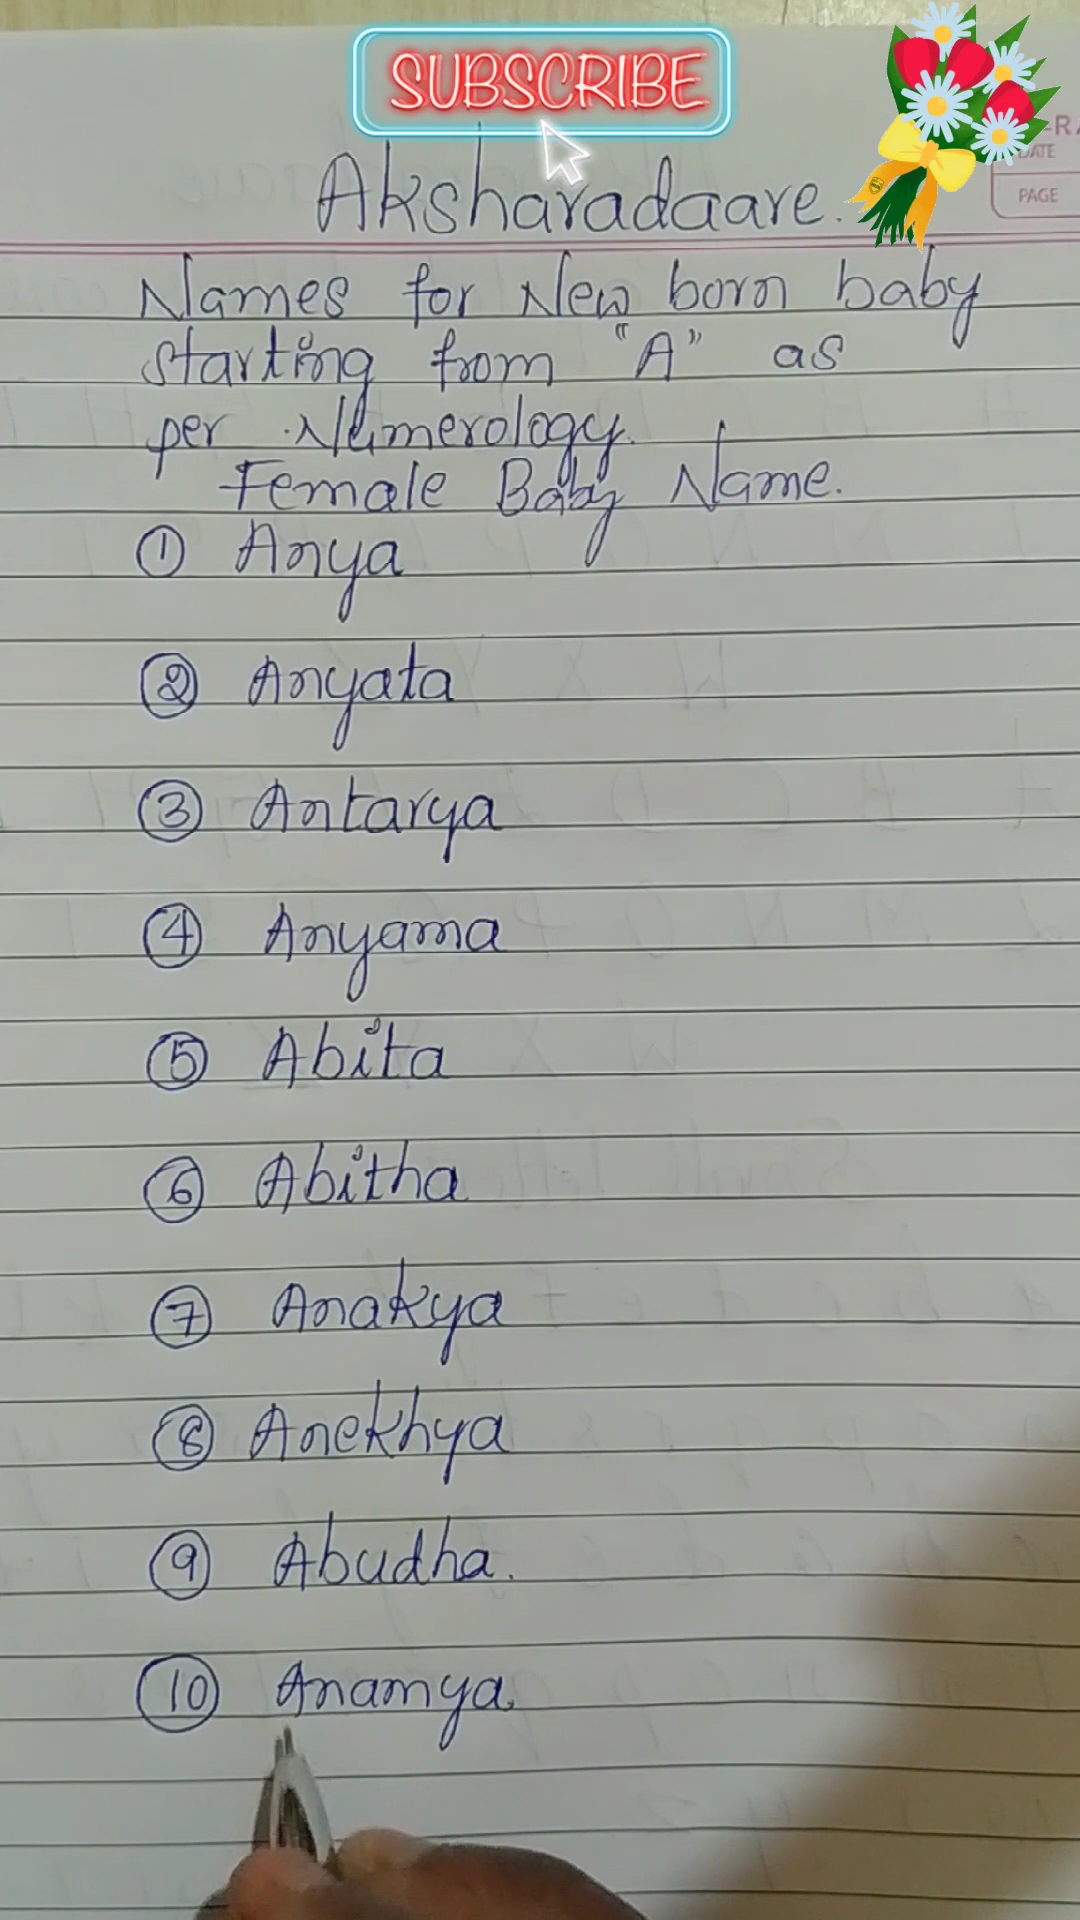 SUBSCRIBE
-RA
DATE
PAGE
Aksharadaare.
Names for New born baby
starting from "A" as
per Numerology.
Female Baby Name.
① Anya
② Anyata
③ Antarya
④ Anyama
⑤ Abita
⑥ Abitha
⑦ Anakya
⑧ Anekhya
⑨ Abudha.
⑩ Anamya.